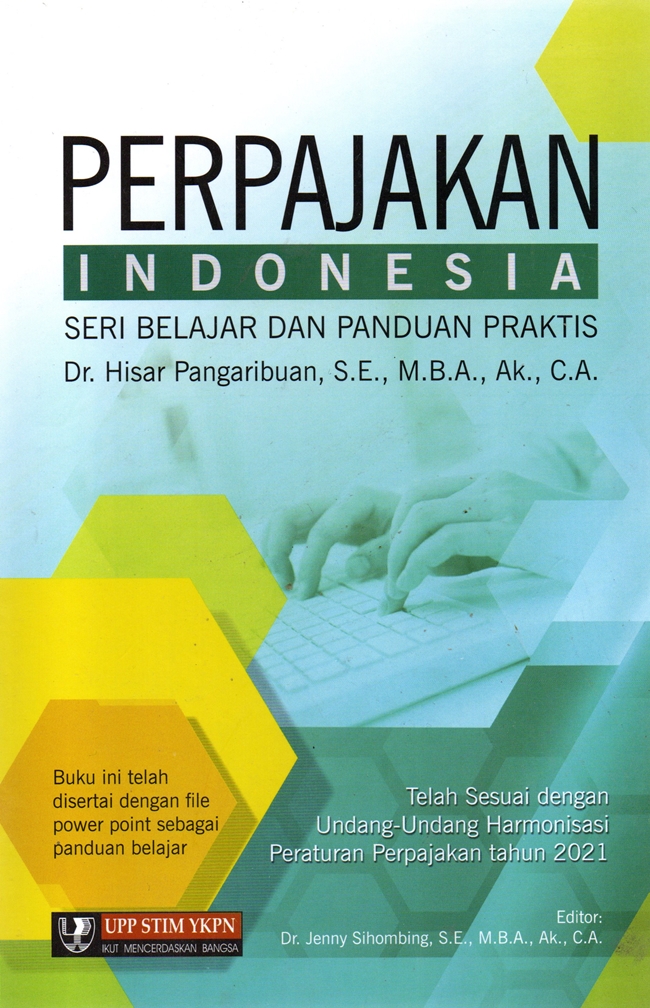 PERPAJAKAN
INDONESIA
SERI BELAJAR DAN PANDUAN PRAKTIS
Dr. Hisar Pangaribuan, S.E., M.B.A., Ak., C.A.
Buku ini telah
disertai dengan file
power point sebagai
panduan belajar
Telah Sesuai dengan
Undang-Undang Harmonisasi
Peraturan Perpajakan tahun 2021
UPP STIM YKPN
IKUT MENCERDASKAN BANGSA
Editor:
Dr. Jenny Sihombing, S.E., M.B.A., Ak., C.A.